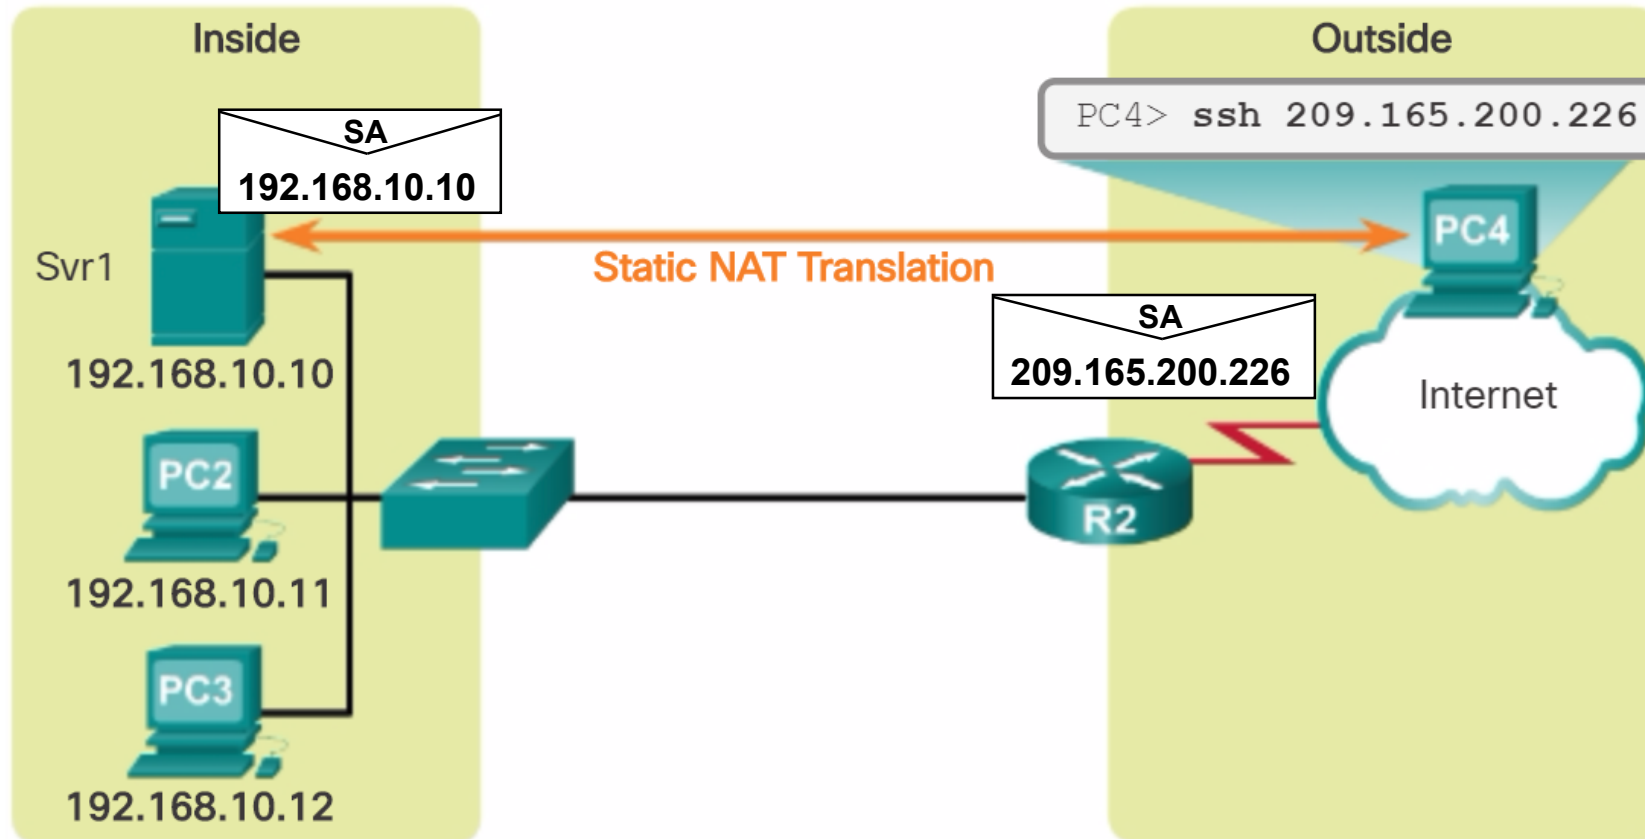 Inside
Outside
PC4> ssh 209.165.200.226
SA
192.168.10.10
Svr1
PC4
Static NAT Translation
SA
209.165.200.226
192.168.10.10
Internet
PC2
R2
192.168.10.11
PC3
192.168.10.12